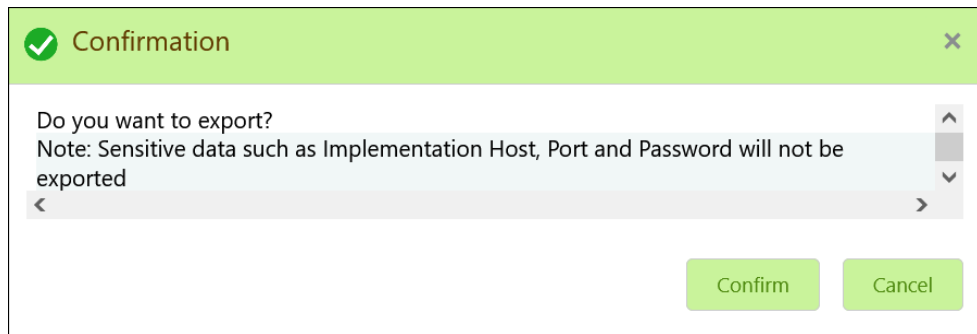 Confirmation
Do you want to export?
Note: Sensitive data such as Implementation Host, Port and Password will not be
exported
Confirm
Cancel